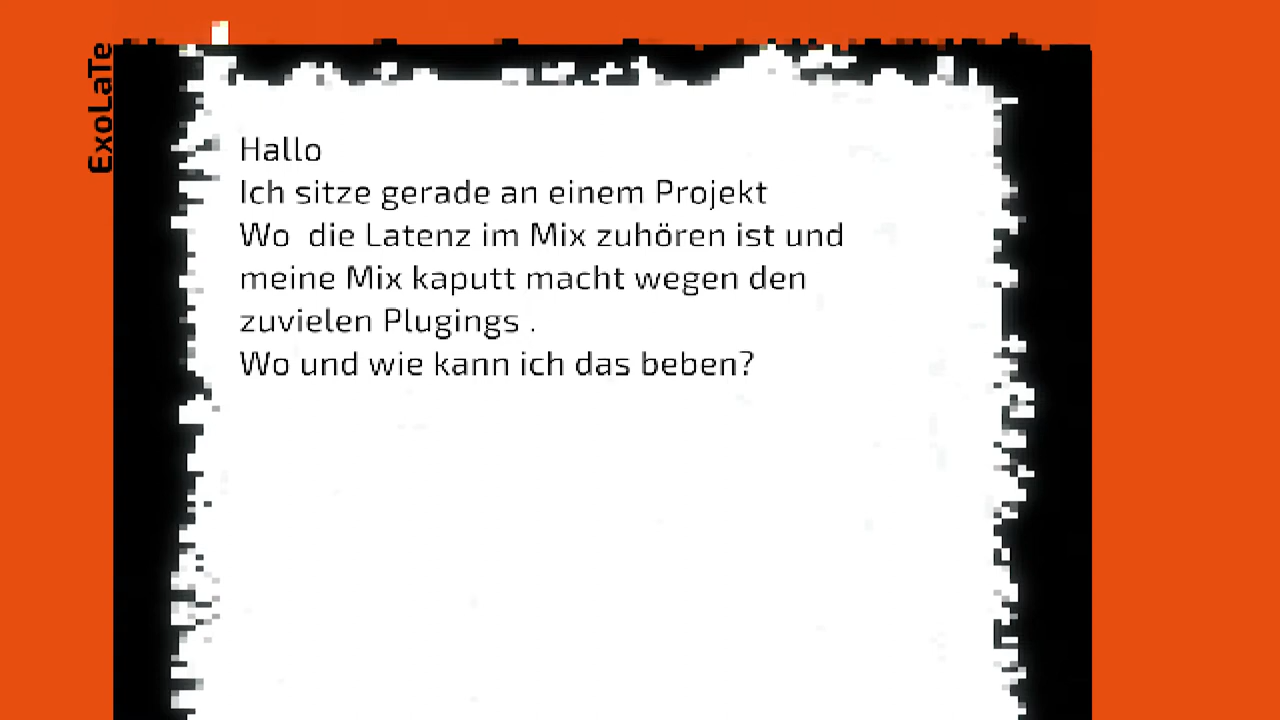 ExoLaTe
Hallo
Ich sitze gerade an einem Projekt
Wo  die Latenz im Mix zuhören ist und
meine Mix kaputt macht wegen den
zuvielen Plugings .
Wo und wie kann ich das beben?